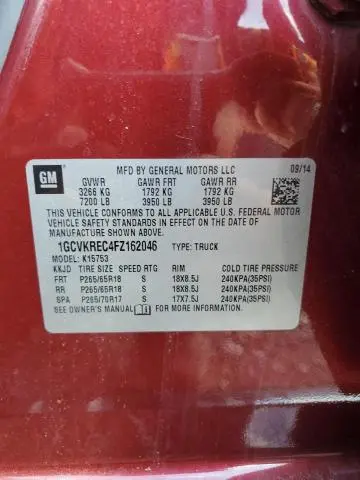 GM
MFD BY GENERAL MOTORS LLC 09/14
GVWR GAWR FRT GAWR RR
3266 KG 1792 KG 1792 KG
7200 LB 3950 LB 3950 LB
THIS VEHICLE CONFORMS TO ALL APPLICABLE U.S. FEDERAL MOTOR
VEHICLE SAFETY STANDARDS IN EFFECT ON THE DATE OF
MANUFACTURE SHOWN ABOVE.
1GCVKREC4FZ162046 TYPE: TRUCK
MODEL: K15753
KKJD TIRE SIZE SPEED RTG RIM COLD TIRE PRESSURE
FRT P265/65R18 S 18X8.5J 240KPA(35PSI)
RR P265/65R18 S 18X8.5J 240KPA(35PSI)
SPA P265/70R17 S 17X7.5J 240KPA(35PSI)
SEE OWNER'S MANUAL FOR MORE INFORMATION.